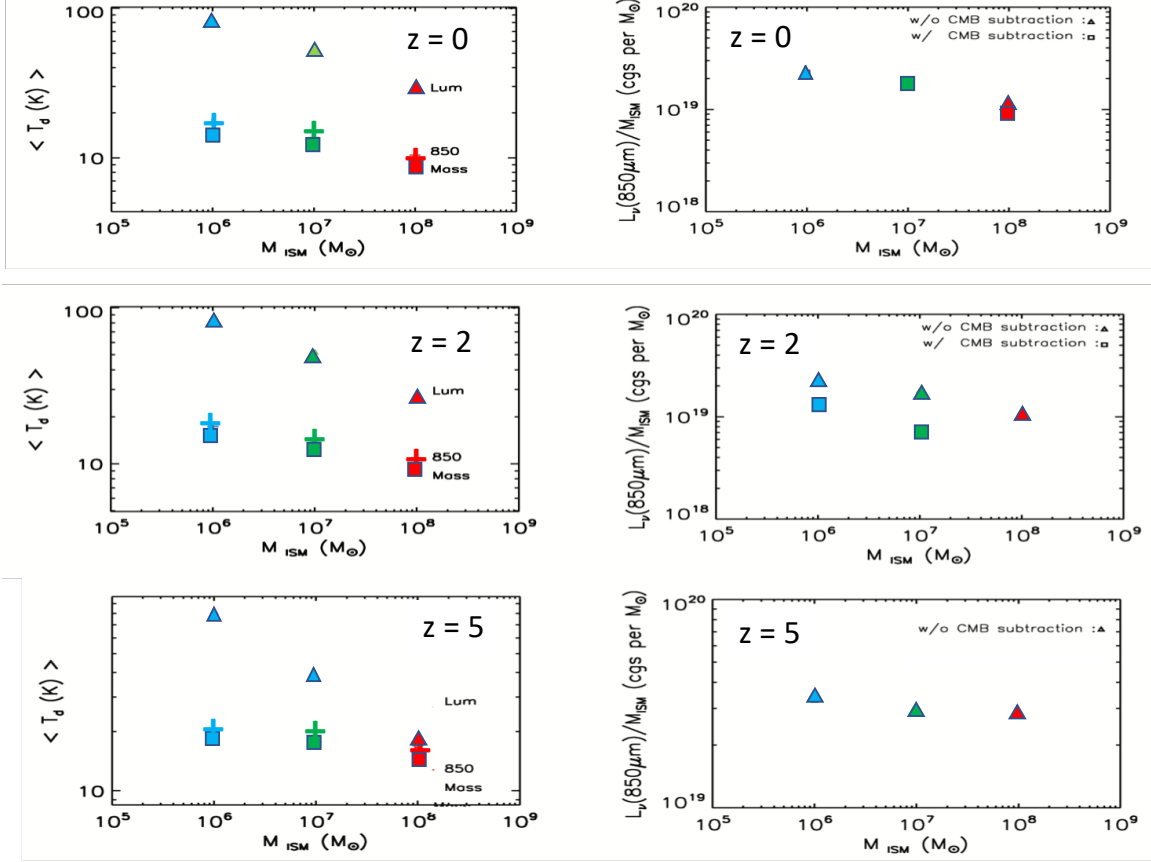 z = 0
100
10
< T_d (K) >
Lum
850
Mass
10^5 10^6 10^7 10^8 10^9
M ISM (M⊙)
z = 0
w/o CMB subtraction :▵
w/ CMB subtraction :▫
10^20
10^19
10^18
L_ν(850μm)/M_ISM (cgs per M⊙)
10^5 10^6 10^7 10^8 10^9
M ISM (M⊙)
z = 2
100
10
< T_d (K) >
Lum
850
Mass
10^5 10^6 10^7 10^8 10^9
M ISM (M⊙)
z = 2
w/o CMB subtraction :▵
w/ CMB subtraction :▫
10^20
10^19
10^18
L_ν(850μm)/M_ISM (cgs per M⊙)
10^5 10^6 10^7 10^8 10^9
M ISM (M⊙)
z = 5
10
< T_d (K) >
Lum
850
Mass
10^5 10^6 10^7 10^8 10^9
M ISM (M⊙)
z = 5
w/o CMB subtraction :▵
10^20
10^19
L_ν(850μm)/M_ISM (cgs per M⊙)
10^5 10^6 10^7 10^8 10^9
M ISM (M⊙)